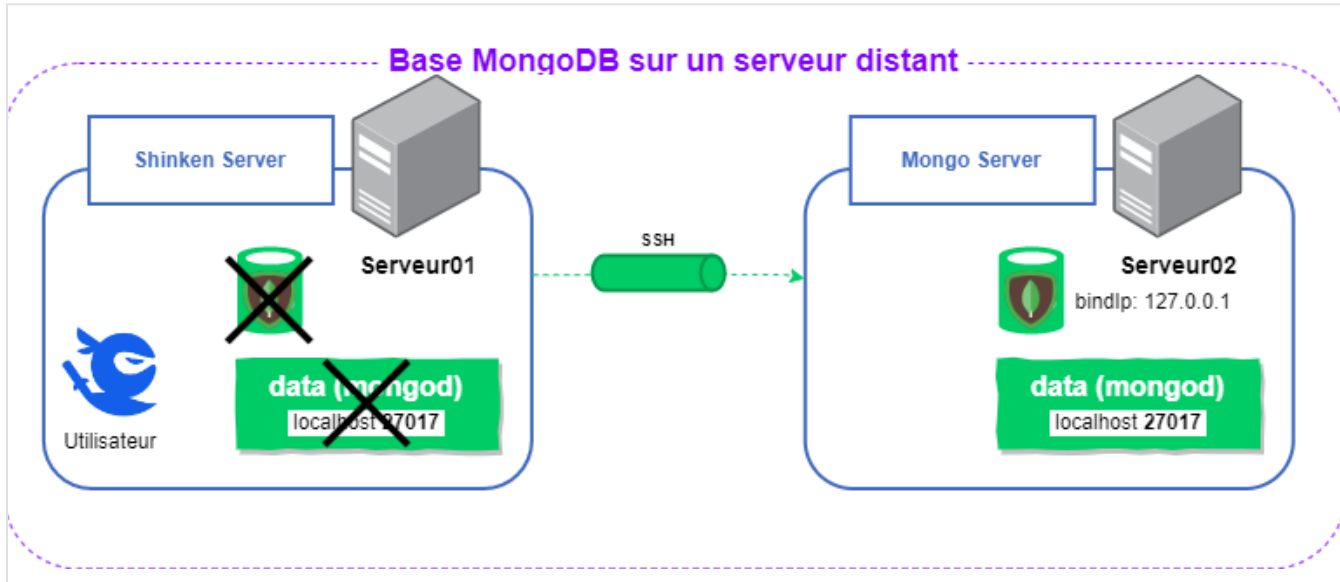 Base MongoDB sur un serveur distant
Shinken Server
Mongo Server
SSH
Serveur01
Serveur02
bindIp: 127.0.0.1
data (mongod)
localhost 27017
data (mongod)
localhost 27017
Utilisateur